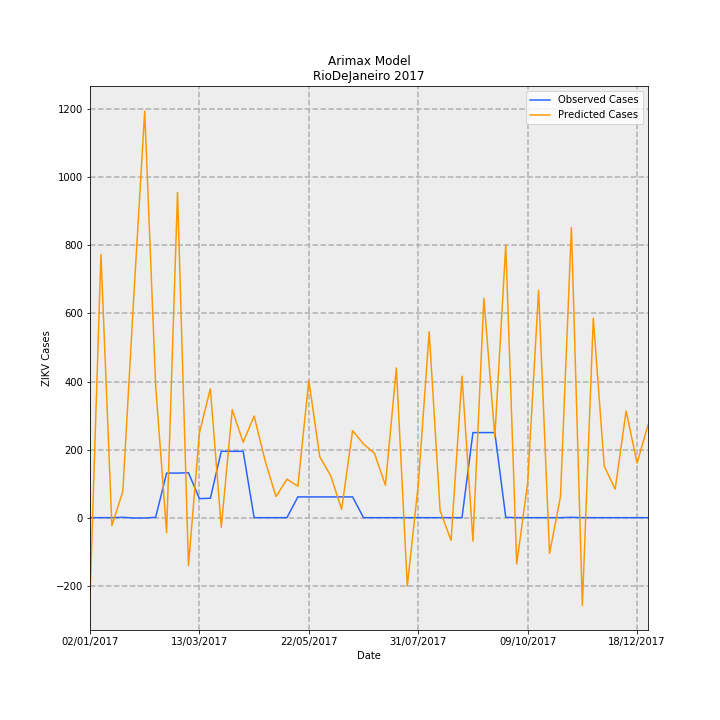 Arimax Model
RioDeJaneiro 2017
Observed Cases
Predicted Cases
ZIKV Cases
1200
1000
800
600
400
200
0
−200
02/01/2017
13/03/2017
22/05/2017
31/07/2017
09/10/2017
18/12/2017
Date